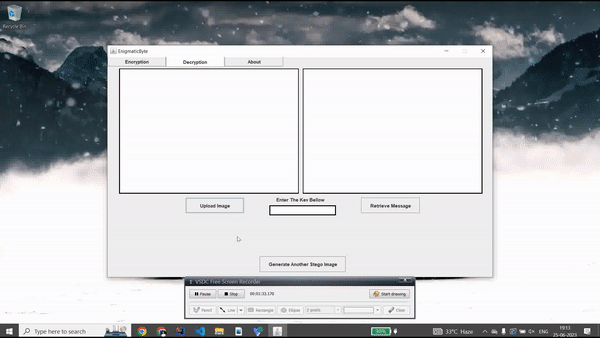 Recycle Bin
EnigmaticByte
Encryption
Decryption
About
Enter The Key Bellow
Upload Image
Retrieve Message
Generate Another Stego Image
VSDC Free Screen Recorder
Pause
Stop
00:01:33.170
Start drawing
Pencil
Line
Rectangle
Ellipse
2 pixels
Clear
Type here to search
90%
33°C Haze
ENG
19:13
25-06-2023